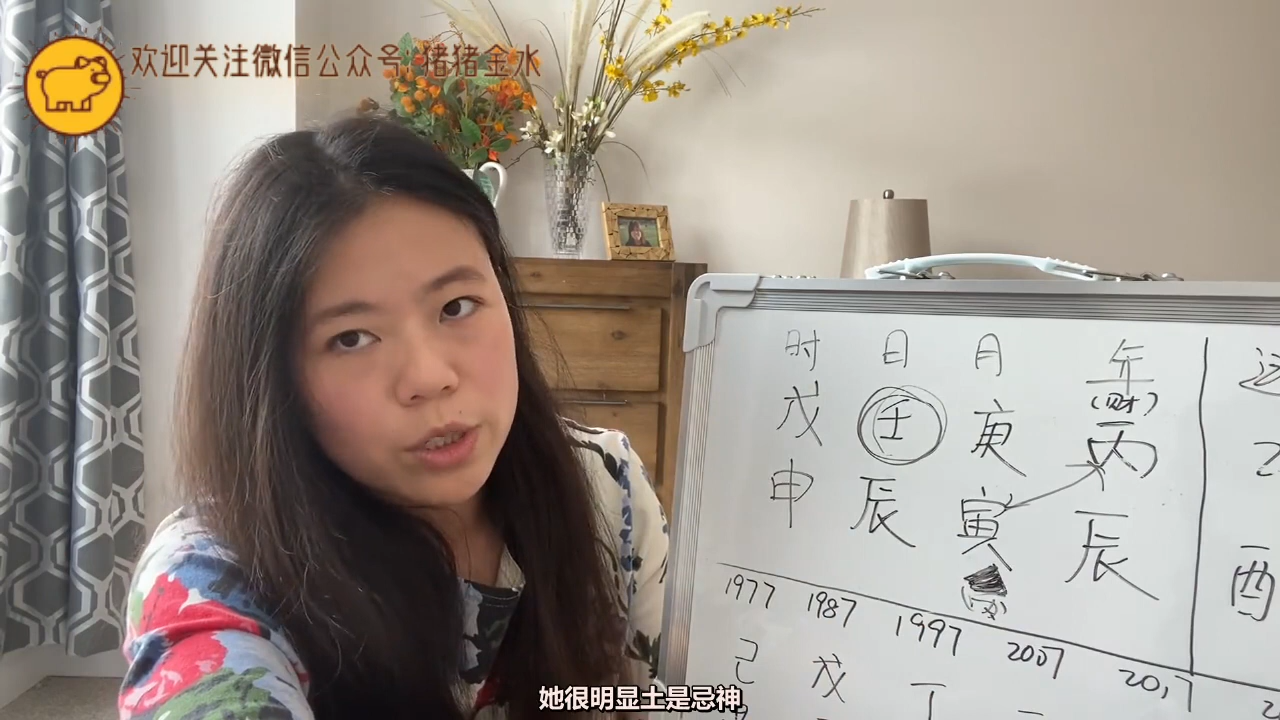 欢迎关注微信公众号 猪猪金水
时 日 月 年
(财)
戊 壬 庚 丙
申 辰 寅 辰
酉
1977 1987 1997 2007 2017
己 戊 丁
她很明显土是忌神